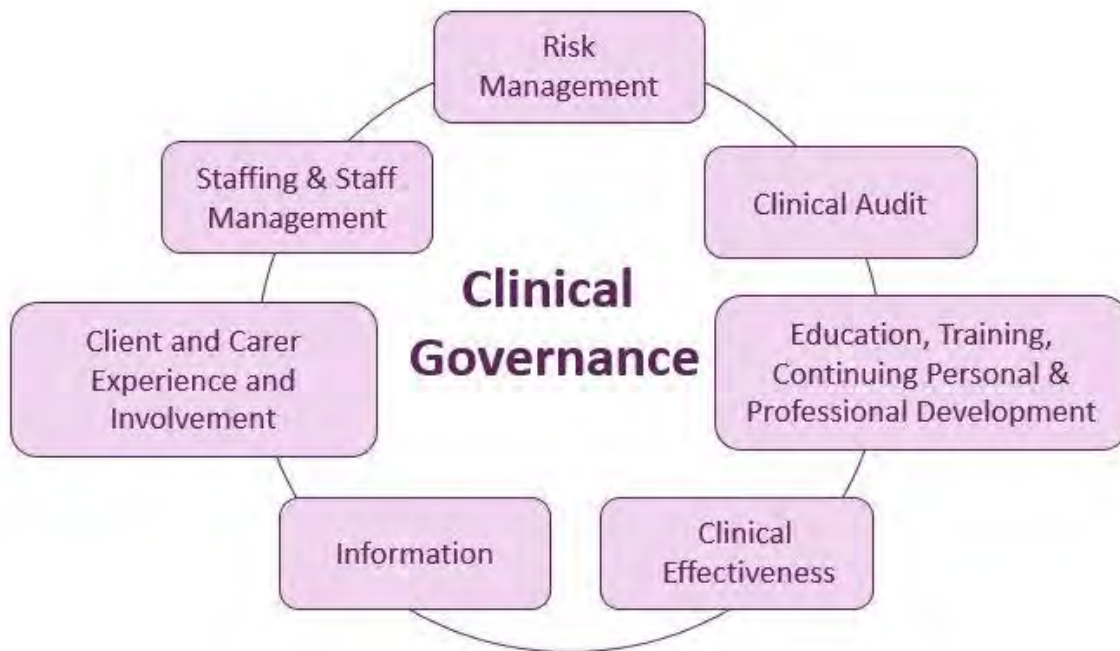 Risk
Management
Staffing & Staff
Management
Clinical Audit
Clinical
Governance
Client and Carer
Experience and
Involvement
Education, Training,
Continuing Personal &
Professional Development
Information
Clinical
Effectiveness